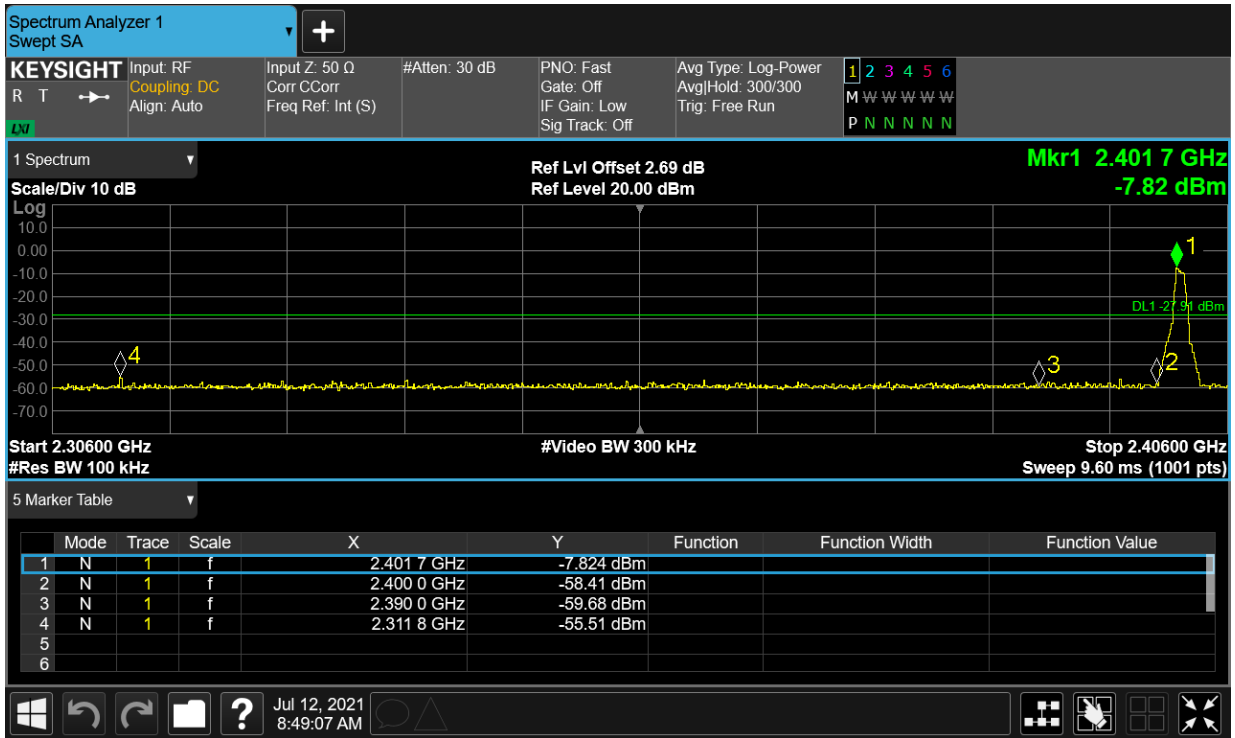 Spectrum Analyzer 1
Swept SA
KEYSIGHT
R T
LXI
Input: RF
Coupling: DC
Align: Auto
Input Z: 50 Ω
Corr CCorr
Freq Ref: Int (S)
#Atten: 30 dB
PNO: Fast
Gate: Off
IF Gain: Low
Sig Track: Off
Avg Type: Log-Power
Avg|Hold: 300/300
Trig: Free Run
1 2 3 4 5 6
M W W W W W
P N N N N N
1 Spectrum
Scale/Div 10 dB
Ref Lvl Offset 2.69 dB
Ref Level 20.00 dBm
Mkr1 2.401 7 GHz
-7.82 dBm
Log
10.0
0.00
-10.0
-20.0
-30.0
-40.0
-50.0
-60.0
-70.0
1
DL1 -27.91 dBm
4
3
2
Start 2.30600 GHz
#Video BW 300 kHz
Stop 2.40600 GHz
#Res BW 100 kHz
Sweep 9.60 ms (1001 pts)
5 Marker Table
Mode Trace Scale X Y Function Function Width Function Value
1 N 1 f 2.401 7 GHz -7.824 dBm
2 N 1 f 2.400 0 GHz -58.41 dBm
3 N 1 f 2.390 0 GHz -59.68 dBm
4 N 1 f 2.311 8 GHz -55.51 dBm
5
6
?
Jul 12, 2021
8:49:07 AM